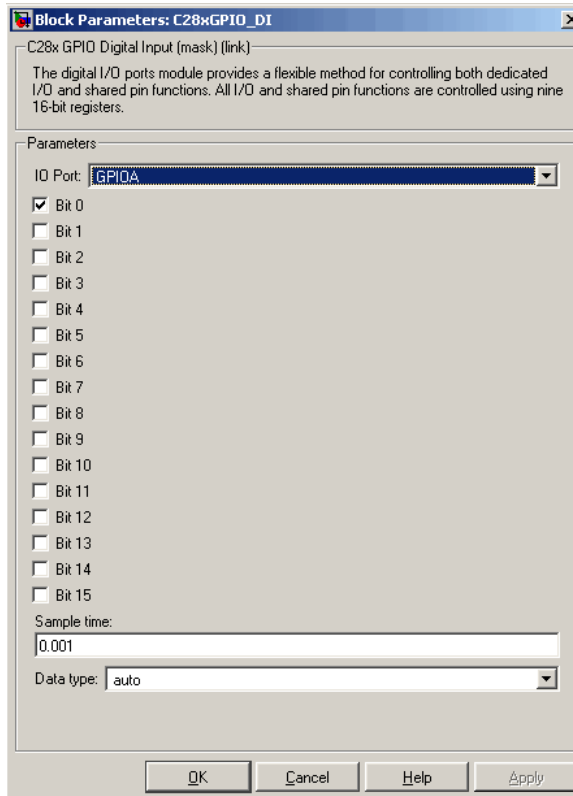 Block Parameters: C28xGPIO_DI
C28x GPIO Digital Input (mask) (link)
The digital I/O ports module provides a flexible method for controlling both dedicated
I/O and shared pin functions. All I/O and shared pin functions are controlled using nine
16-bit registers.
Parameters
IO Port: GPIOA
Bit 0
Bit 1
Bit 2
Bit 3
Bit 4
Bit 5
Bit 6
Bit 7
Bit 8
Bit 9
Bit 10
Bit 11
Bit 12
Bit 13
Bit 14
Bit 15
Sample time:
0.001
Data type: auto
OK Cancel Help Apply